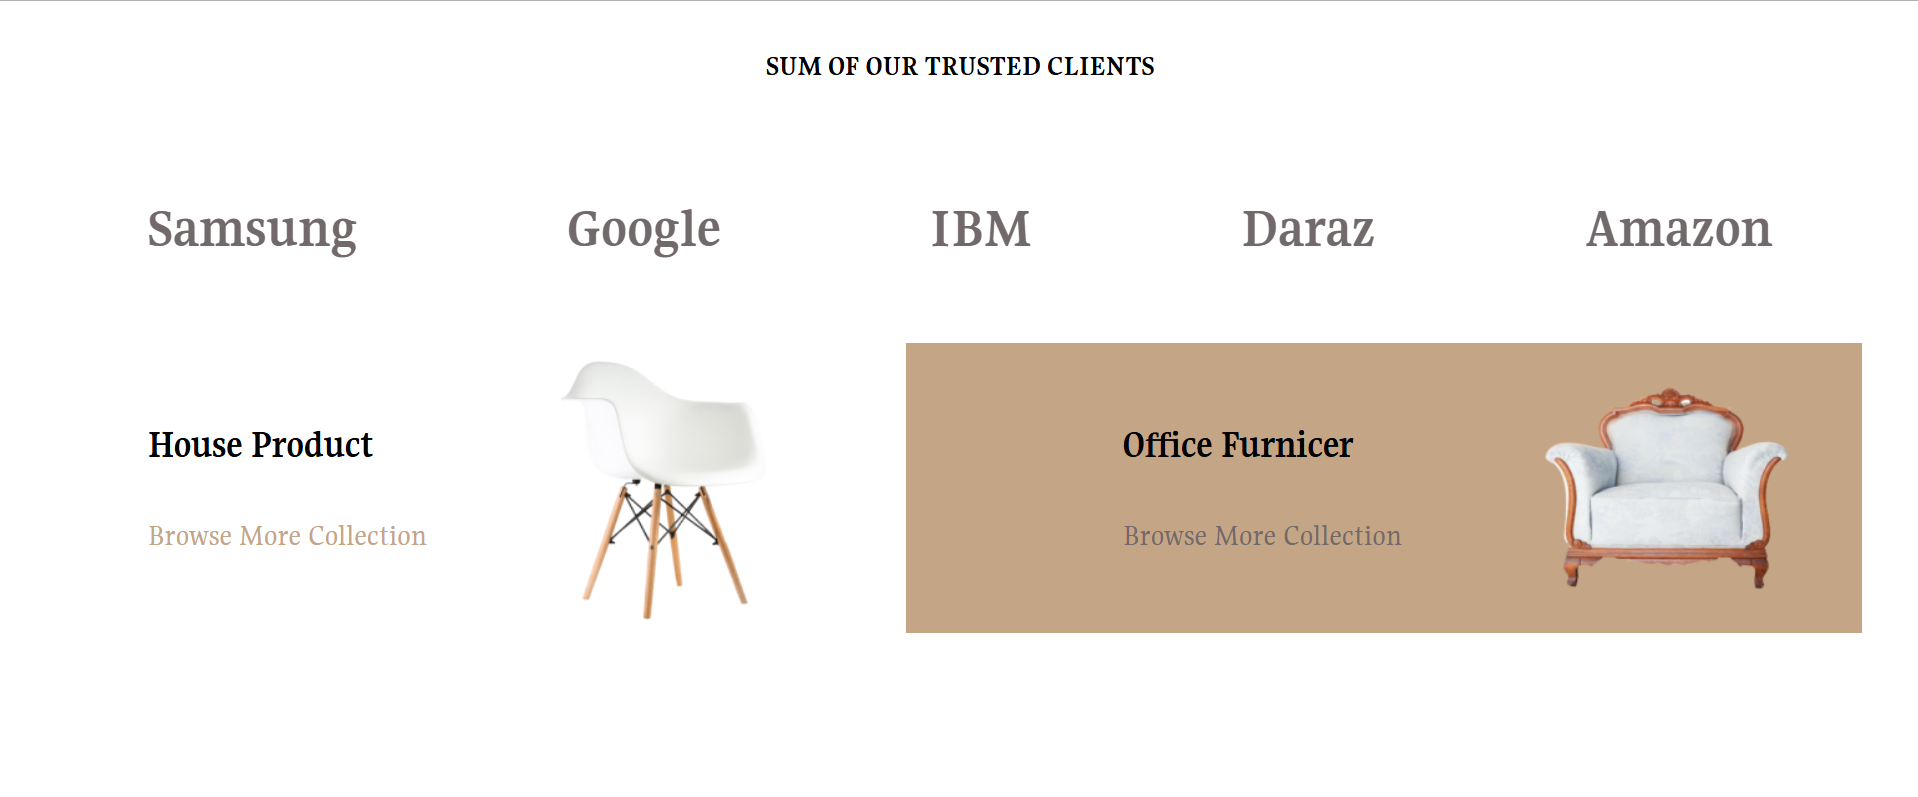 SUM OF OUR TRUSTED CLIENTS
Samsung Google IBM Daraz Amazon
House Product
Browse More Collection
Office Furnicer
Browse More Collection